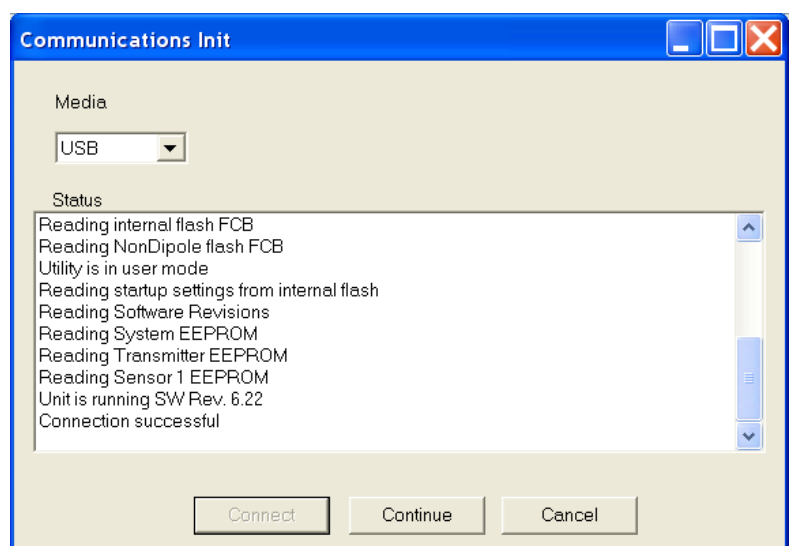 Communications Init
Media
USB
Status
Reading internal flash FCB
Reading NonDipole flash FCB
Utility is in user mode
Reading startup settings from internal flash
Reading Software Revisions
Reading System EEPROM
Reading Transmitter EEPROM
Reading Sensor 1 EEPROM
Unit is running SW Rev. 6.22
Connection successful
Connect Continue Cancel